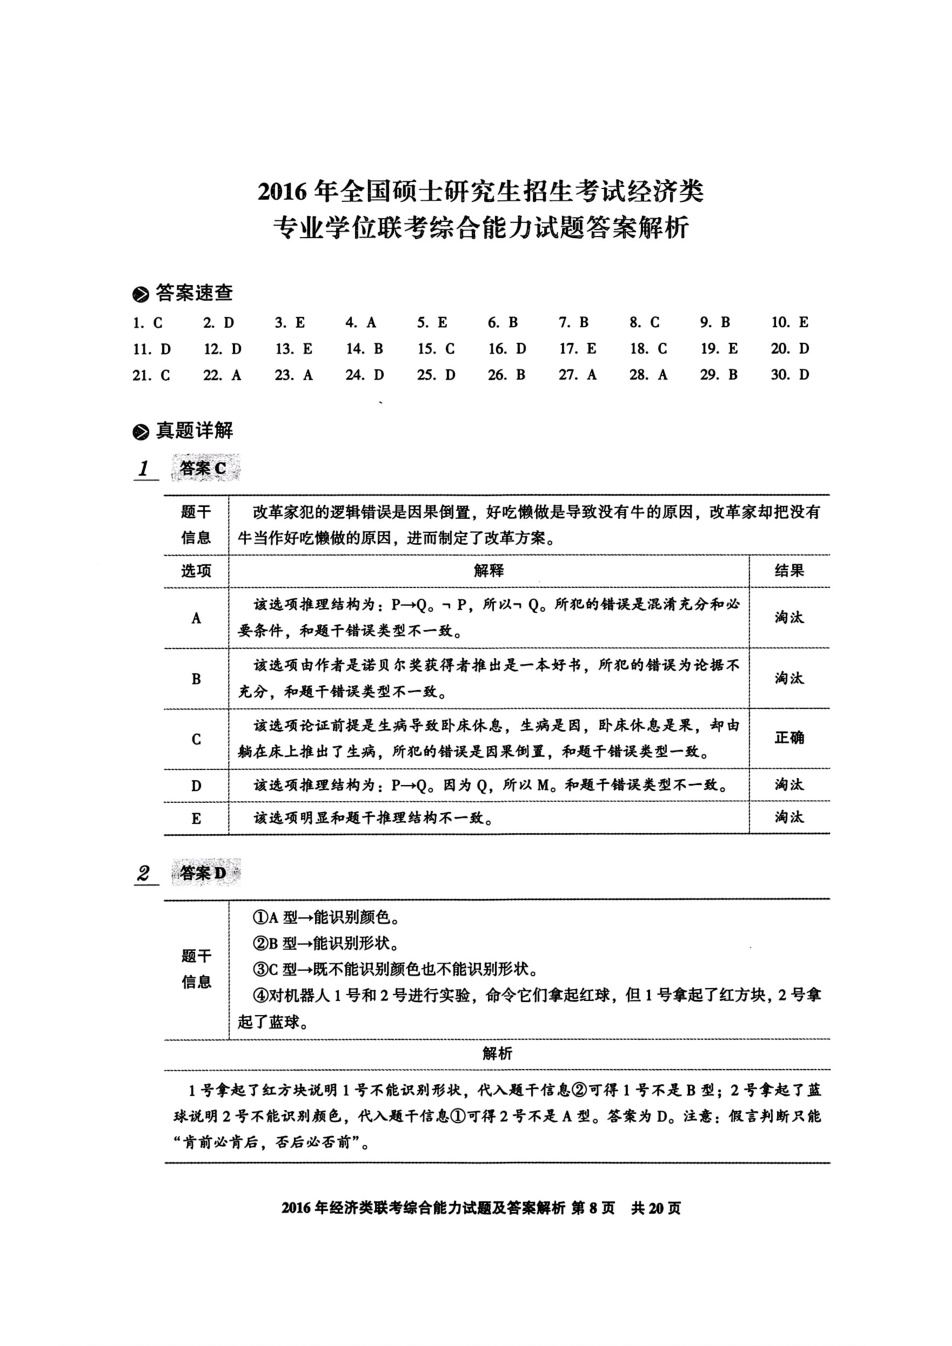 2016 年全国硕士研究生招生考试经济类
专业学位联考综合能力试题答案解析
答案速查
1. C 2. D 3. E 4. A 5. E 6. B 7. B 8. C 9. B 10. E
11. D 12. D 13. E 14. B 15. C 16. D 17. E 18. C 19. E 20. D
21. C 22. A 23. A 24. D 25. D 26. B 27. A 28. A 29. B 30. D
真题详解
1 答案 C
题干信息 改革家犯的逻辑错误是因果倒置，好吃懒做是导致没有牛的原因，改革家却把没有
牛当作好吃懒做的原因，进而制定了改革方案。
选项 解释 结果
A 该选项推理结构为：P→Q。¬ P，所以¬ Q。所犯的错误是混淆充分和必 淘汰
要条件，和题干错误类型不一致。
B 该选项由作者是诺贝尔奖获得者推出是一本好书，所犯的错误为论据不 淘汰
充分，和题干错误类型不一致。
C 该选项论证前提是生病导致卧床休息，生病是因，卧床休息是果，却由 正确
躺在床上推出了生病，所犯的错误是因果倒置，和题干错误类型一致。
D 该选项推理结构为：P→Q。因为 Q，所以 M。和题干错误类型不一致。 淘汰
E 该选项明显和题干推理结构不一致。 淘汰
2 答案 D
题干信息 ①A 型→能识别颜色。
②B 型→能识别形状。
③C 型→既不能识别颜色也不能识别形状。
④对机器人 1 号和 2 号进行实验，命令它们拿起红球，但 1 号拿起了红方块，2 号拿
起了蓝球。
解析
1 号拿起了红方块说明 1 号不能识别形状，代入题干信息②可得 1 号不是 B 型；2 号拿起了蓝
球说明 2 号不能识别颜色，代入题干信息①可得 2 号不是 A 型。答案为 D。注意：假言判断只能
“肯前必肯后，否后必否前”。
2016 年经济类联考综合能力试题及答案解析 第 8 页 共 20 页